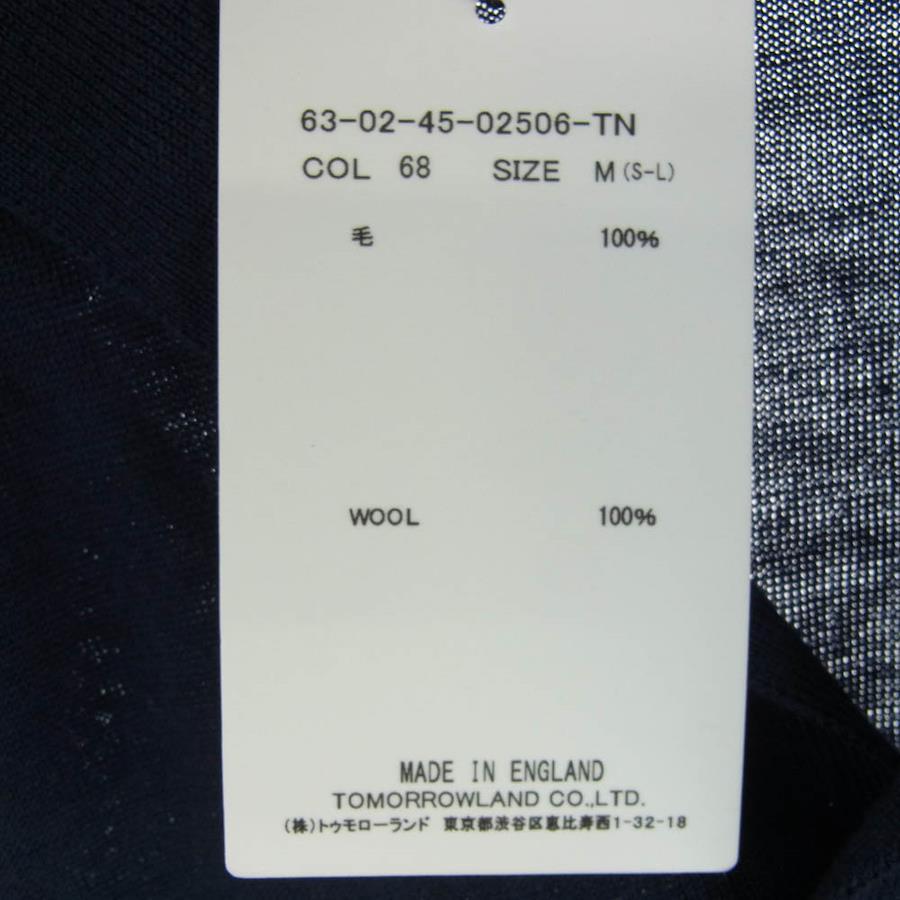 63-02-45-02506-TN
COL 68 SIZE M(S-L)
毛 100%
WOOL 100%
MADE IN ENGLAND
TOMORROWLAND CO.,LTD.
(株)トゥモローランド 東京都渋谷区恵比寿西1-32-18